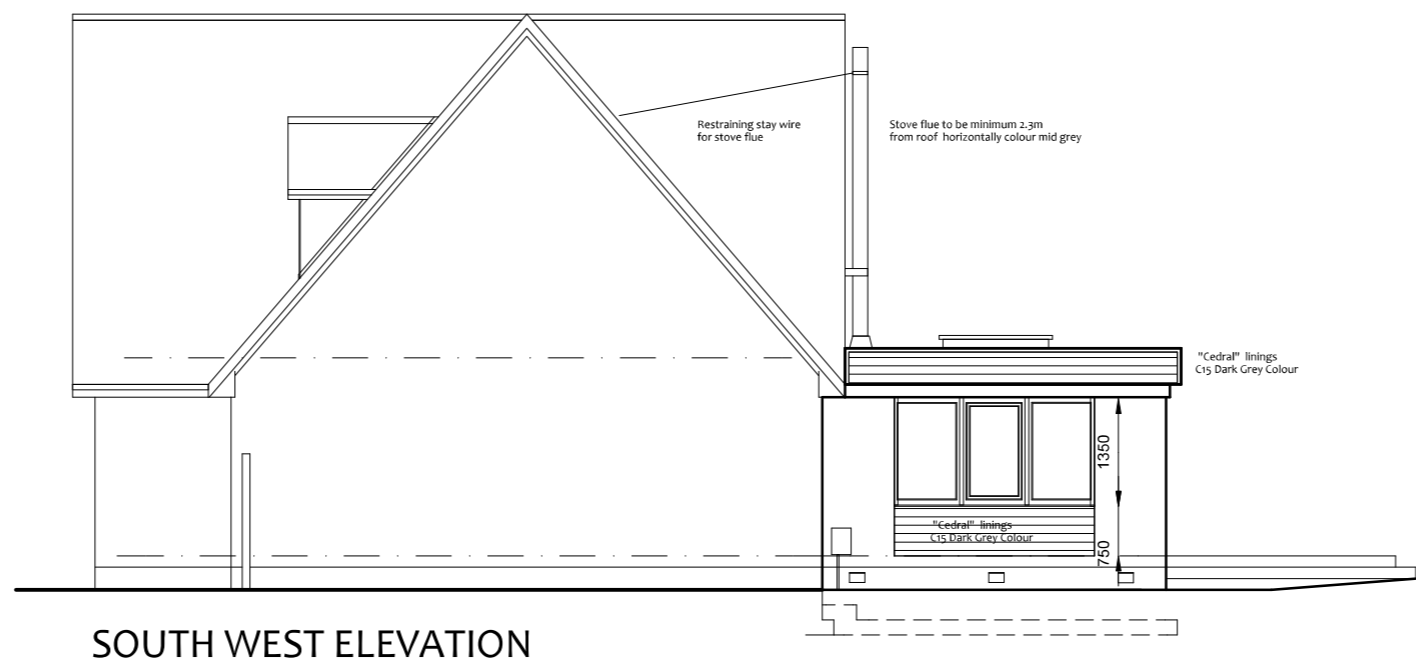 Restraining stay wire
for stove flue
Stove flue to be minimum 2.3m
from roof horizontally colour mid grey
"Cedral" linings
C15 Dark Grey Colour
1350
"Cedral" linings
C15 Dark Grey Colour
750
SOUTH WEST ELEVATION